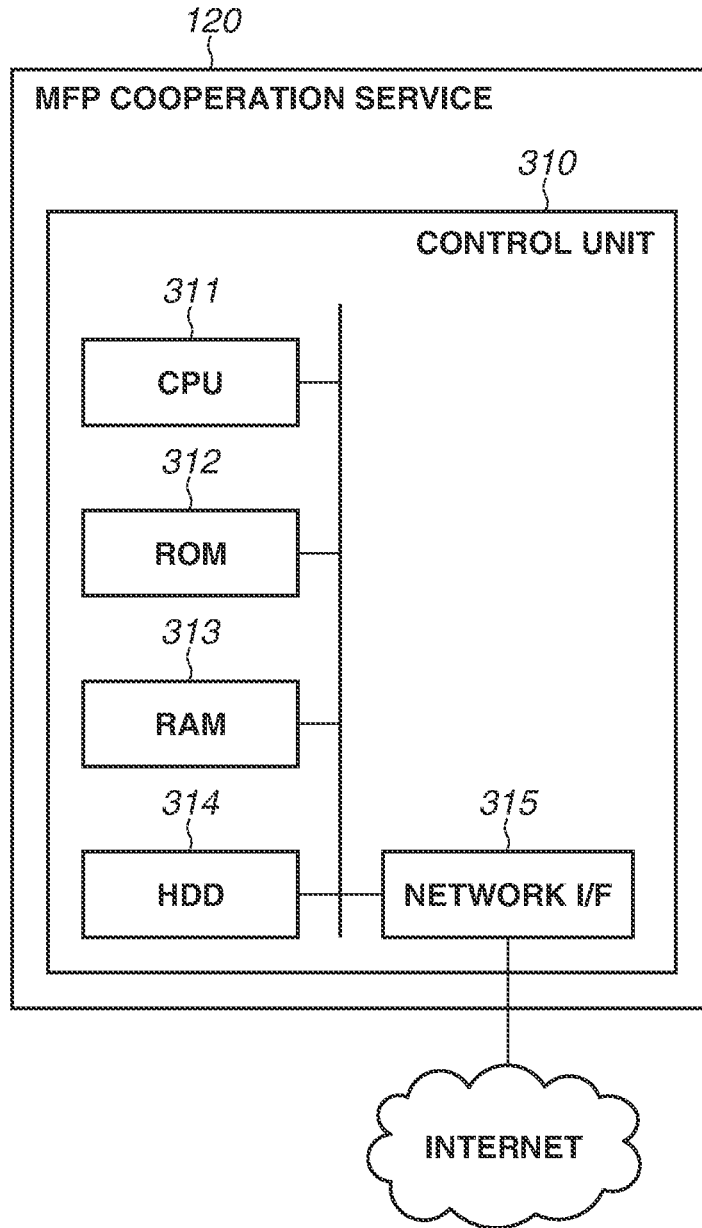 120
MFP COOPERATION SERVICE
310
CONTROL UNIT
311
CPU
312
ROM
313
RAM
314
HDD
315
NETWORK I/F
INTERNET